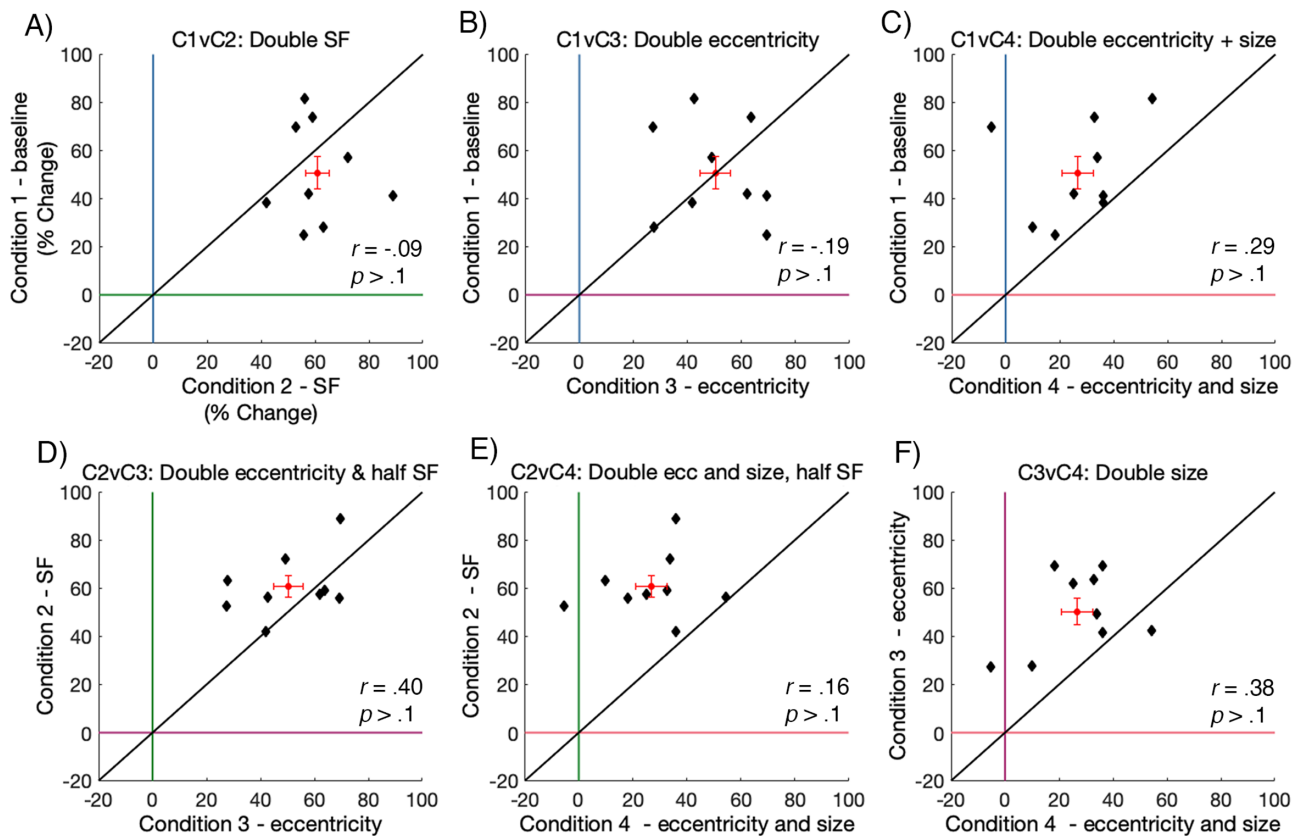 A)
C1vC2: Double SF
Condition 1 - baseline
(% Change)
100
80
60
40
20
0
-20
r = -.09
p > .1
-20 0 20 40 60 80 100
Condition 2 - SF
(% Change)
B)
C1vC3: Double eccentricity
Condition 1 - baseline
100
80
60
40
20
0
-20
r = -.19
p > .1
-20 0 20 40 60 80 100
Condition 3 - eccentricity
C)
C1vC4: Double eccentricity + size
Condition 1 - baseline
100
80
60
40
20
0
-20
r = .29
p > .1
-20 0 20 40 60 80 100
Condition 4 - eccentricity and size
D)
C2vC3: Double eccentricity & half SF
Condition 2 - SF
100
80
60
40
20
0
-20
r = .40
p > .1
-20 0 20 40 60 80 100
Condition 3 - eccentricity
E)
C2vC4: Double ecc and size, half SF
Condition 2 - SF
100
80
60
40
20
0
-20
r = .16
p > .1
-20 0 20 40 60 80 100
Condition 4 - eccentricity and size
F)
C3vC4: Double size
Condition 3 - eccentricity
100
80
60
40
20
0
-20
r = .38
p > .1
-20 0 20 40 60 80 100
Condition 4 - eccentricity and size